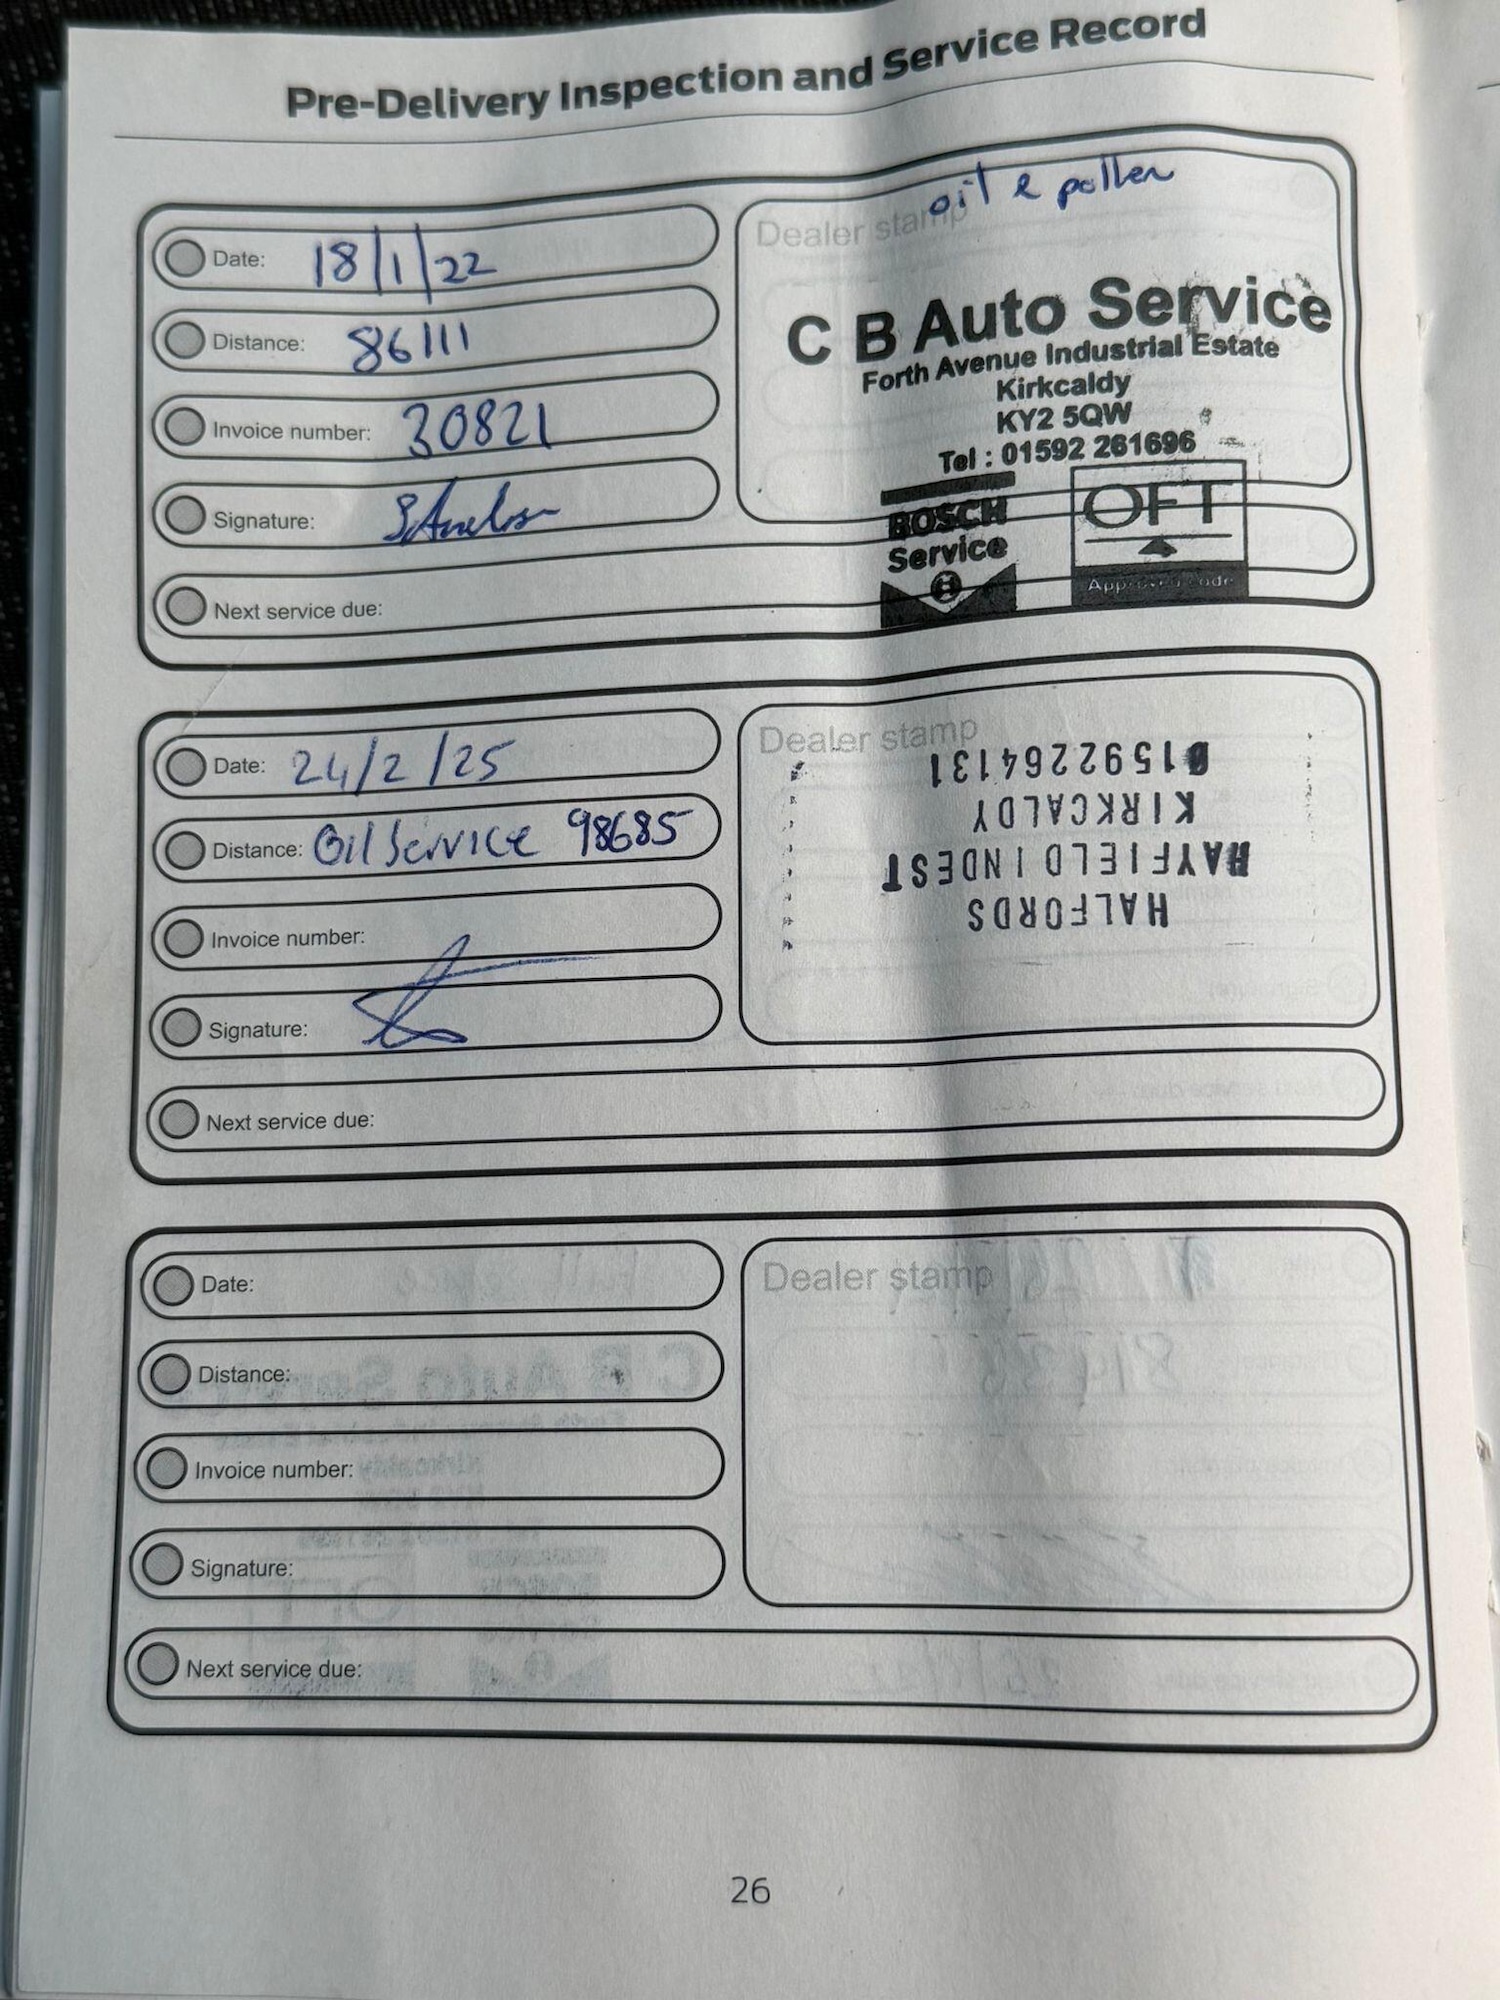 Pre-Delivery Inspection and Service Record
Date: 18/1/22
Distance: 86111
Invoice number: 30821
Signature:
Next service due:
Dealer stamp
oil & pollen
C B Auto Service
Forth Avenue Industrial Estate
Kirkcaldy
KY2 5QW
Tel : 01592 261696
BOSCH
Service
OFT
Approved code
Date: 24/2/25
Distance: Oil Service 98685
Invoice number:
Signature:
Next service due:
Dealer stamp
HALFORDS
HAYFIELD INDEST
KIRKCALDY
01592264131
Date:
Distance:
Invoice number:
Signature:
Next service due:
Dealer stamp
26